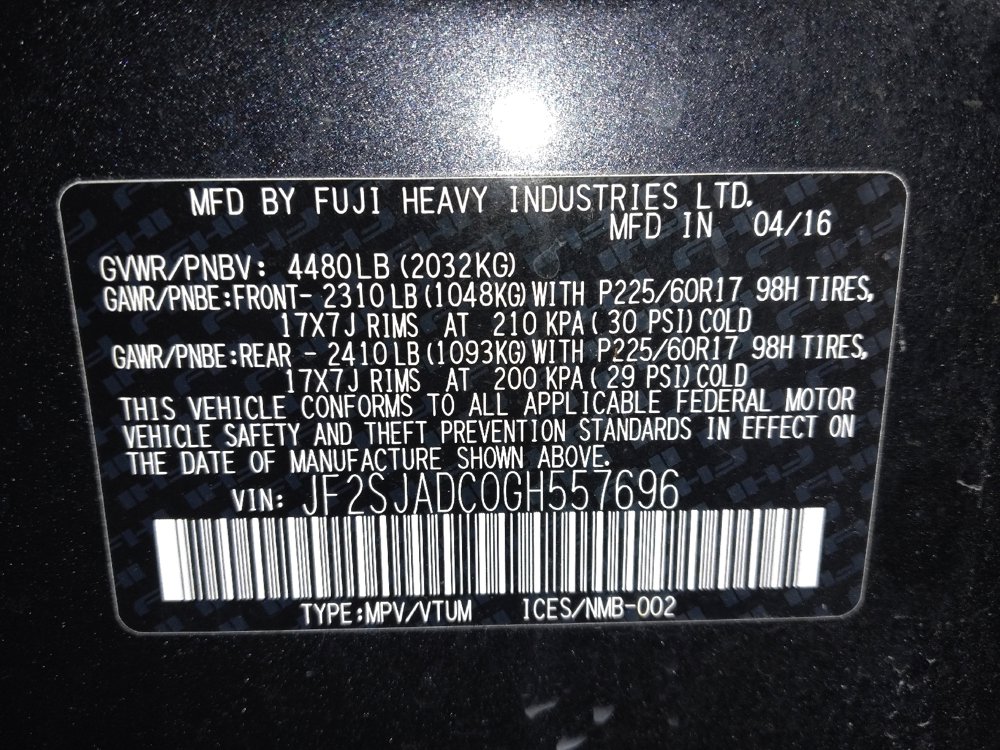 MFD BY FUJI HEAVY INDUSTRIES LTD.
MFD IN 04/16
GVWR/PNBV: 4480LB (2032KG)
GAWR/PNBE:FRONT- 2310 LB (1048KG) WITH P225/60R17 98H TIRES,
17X7J RIMS AT 210 KPA ( 30 PSI) COLD
GAWR/PNBE:REAR - 2410 LB (1093KG) WITH P225/60R17 98H TIRES,
17X7J RIMS AT 200 KPA ( 29 PSI) COLD
THIS VEHICLE CONFORMS TO ALL APPLICABLE FEDERAL MOTOR
VEHICLE SAFETY AND THEFT PREVENTION STANDARDS IN EFFECT ON
THE DATE OF MANUFACTURE SHOWN ABOVE.
VIN: JF2SJADC0GH557696
TYPE:MPV/VTUM ICES/NMB-002